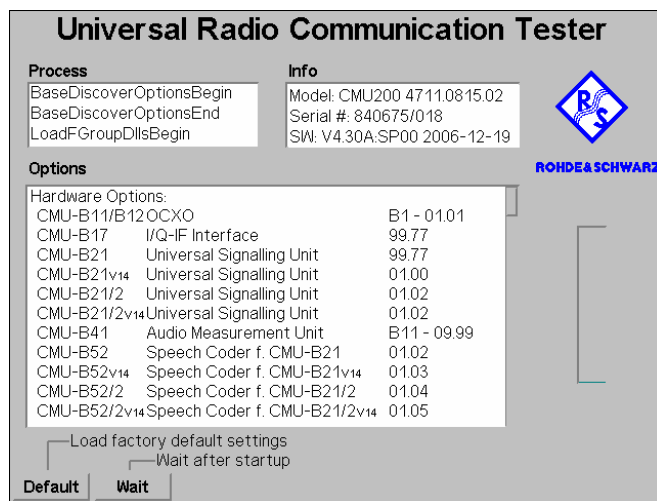 Universal Radio Communication Tester
Process
BaseDiscoverOptionsBegin
BaseDiscoverOptionsEnd
LoadFGroupDllsBegin
Info
Model: CMU200 4711.0815.02
Serial #: 840675/018
SW: V4.30A:SP00 2006-12-19
R S
ROHDE&SCHWARZ
Options
Hardware Options:
CMU-B11/B12 OCXO B1 - 01.01
CMU-B17 I/Q-IF Interface 99.77
CMU-B21 Universal Signalling Unit 99.77
CMU-B21v14 Universal Signalling Unit 01.00
CMU-B21/2 Universal Signalling Unit 01.02
CMU-B21/2v14 Universal Signalling Unit 01.02
CMU-B41 Audio Measurement Unit B11 - 09.99
CMU-B52 Speech Coder f. CMU-B21 01.02
CMU-B52v14 Speech Coder f. CMU-B21v14 01.03
CMU-B52/2 Speech Coder f. CMU-B21/2 01.04
CMU-B52/2v14 Speech Coder f. CMU-B21/2v14 01.05
Load factory default settings
Wait after startup
Default Wait